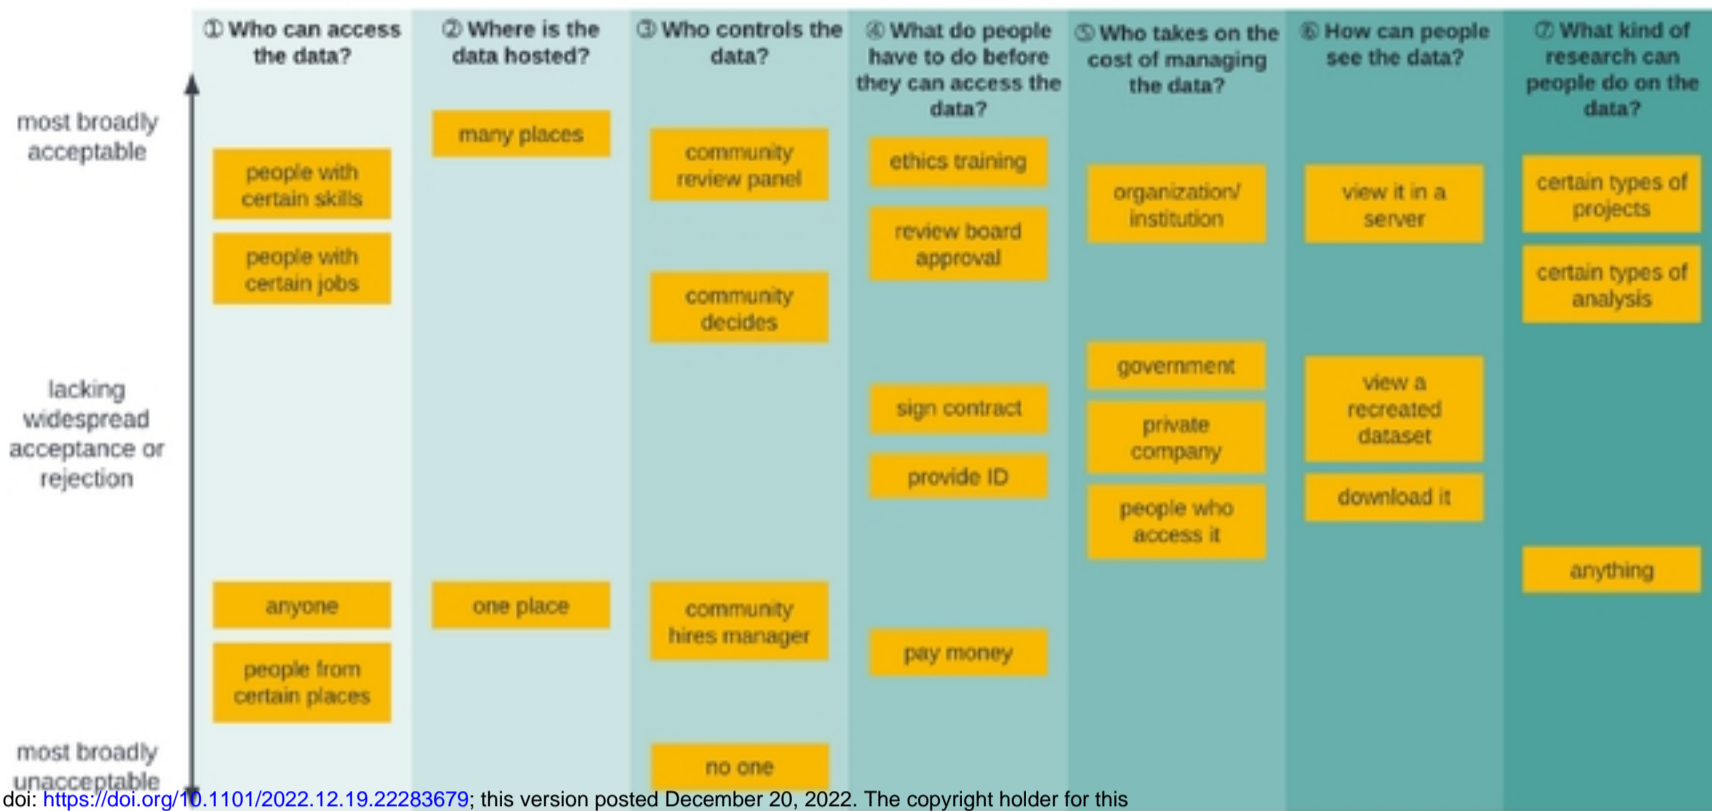 ① Who can access
the data?
② Where is the
data hosted?
③ Who controls the
data?
④ What do people
have to do before
they can access the
data?
⑤ Who takes on the
cost of managing
the data?
⑥ How can people
see the data?
⑦ What kind of
research can
people do on the
data?
most broadly
acceptable
lacking
widespread
acceptance or
rejection
most broadly
unacceptable
people with
certain skills
people with
certain jobs
anyone
people from
certain places
many places
one place
community
review panel
community
decides
community
hires manager
no one
ethics training
review board
approval
sign contract
provide ID
pay money
organization/
institution
government
private
company
people who
access it
view it in a
server
view a
recreated
dataset
download it
certain types of
projects
certain types of
analysis
anything
doi: https://doi.org/10.1101/2022.12.19.22283679; this version posted December 20, 2022. The copyright holder for this